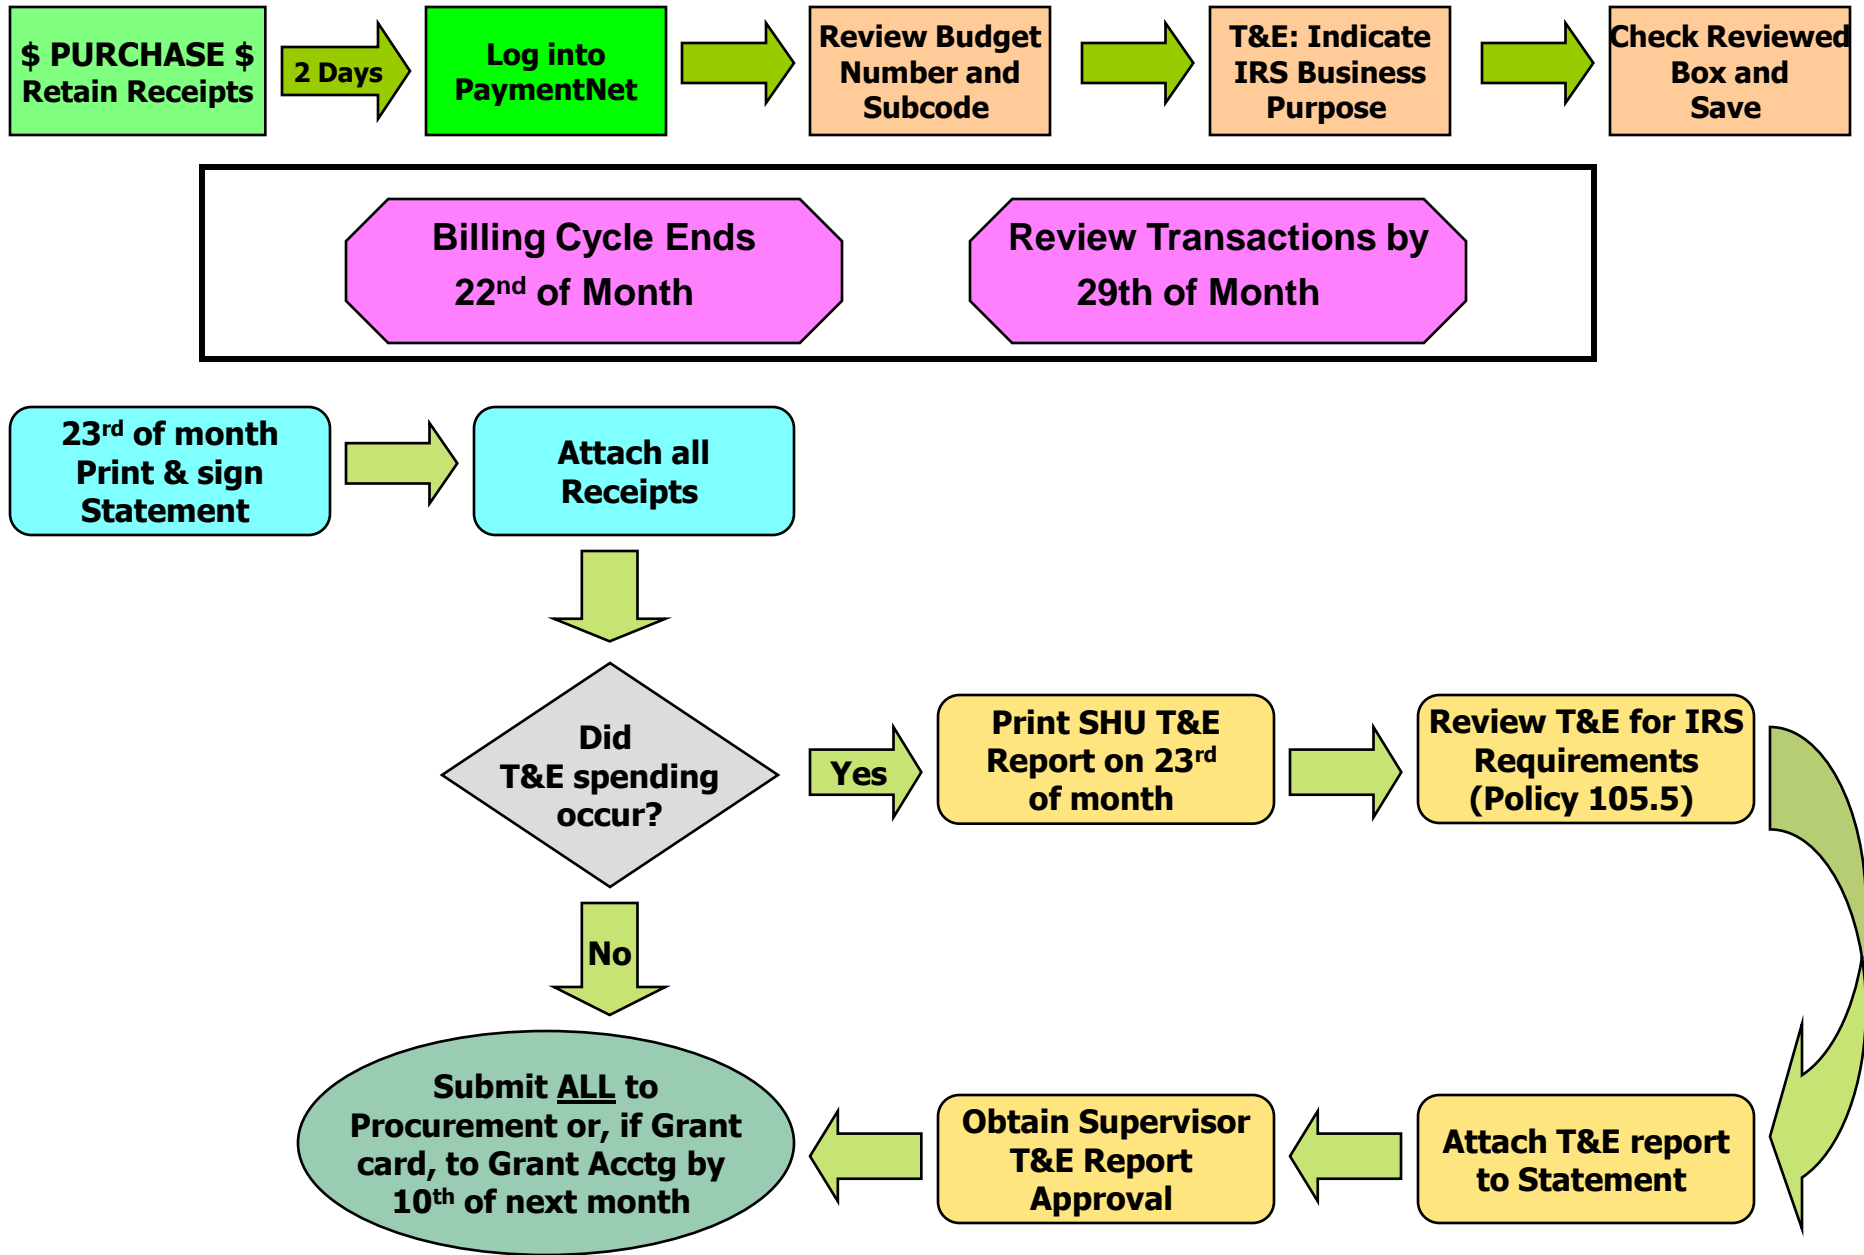 $ PURCHASE $
Retain Receipts
2 Days
Log into
PaymentNet
Review Budget
Number and
Subcode
T&E: Indicate
IRS Business
Purpose
Check Reviewed
Box and
Save
Billing Cycle Ends
22nd of Month
Review Transactions by
29th of Month
23rd of month
Print & sign
Statement
Attach all
Receipts
Did
T&E spending
occur?
Yes
Print SHU T&E
Report on 23rd
of month
Review T&E for IRS
Requirements
(Policy 105.5)
No
Submit ALL to
Procurement or, if Grant
card, to Grant Acctg by
10th of next month
Obtain Supervisor
T&E Report
Approval
Attach T&E report
to Statement